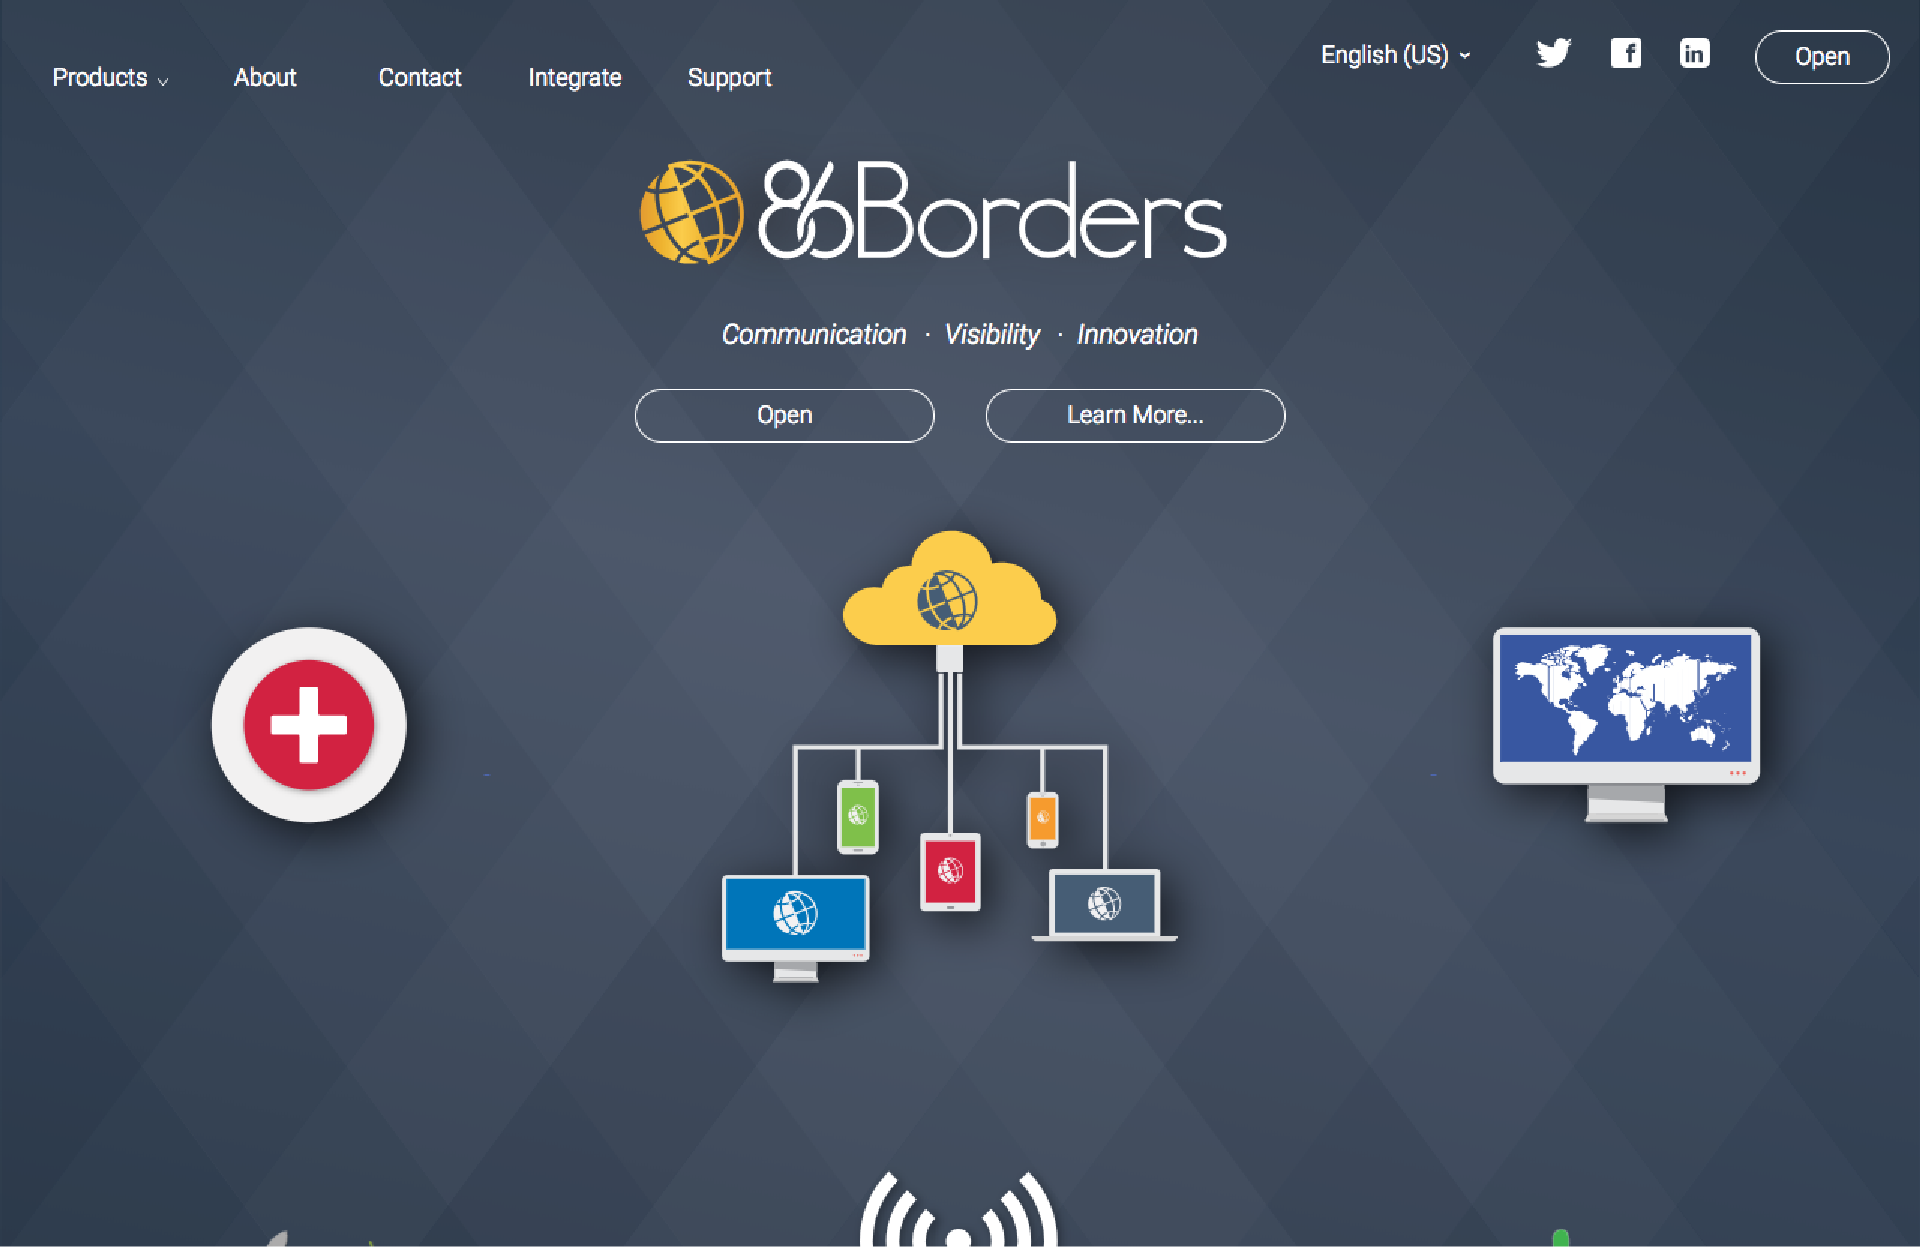 Products
About
Contact
Integrate
Support
English (US)
Open
86Borders
Communication · Visibility · Innovation
Open
Learn More...